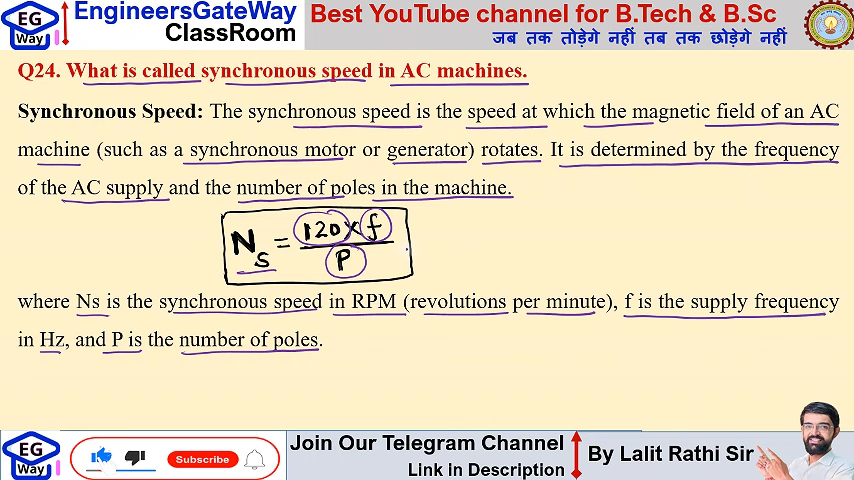 EG
Way
EngineersGateWay
ClassRoom
Best YouTube channel for B.Tech & B.Sc
जब तक तोड़ेगे नहीं तब तक छोड़ेगे नहीं
Q24. What is called synchronous speed in AC machines.
Synchronous Speed: The synchronous speed is the speed at which the magnetic field of an AC
machine (such as a synchronous motor or generator) rotates. It is determined by the frequency
of the AC supply and the number of poles in the machine.
Ns = 120 x f / P
where Ns is the synchronous speed in RPM (revolutions per minute), f is the supply frequency
in Hz, and P is the number of poles.
EG
Way
Subscribe
Join Our Telegram Channel
Link in Description
By Lalit Rathi Sir